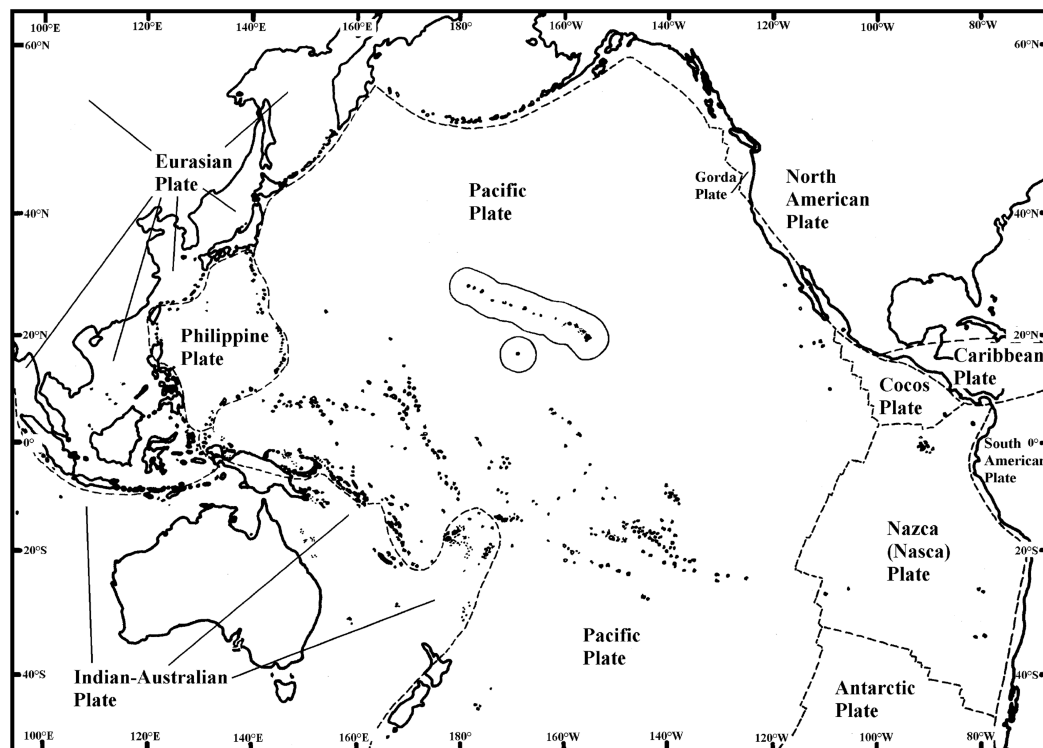 100°E 120°E 140°E 160°E 180° 160°W 140°W 120°W 100°W 80°W
60°N 60°N
Eurasian
Plate
Pacific
Plate
Gorda
Plate
North
American
Plate
40°N 40°N
Philippine
Plate
20°N 20°N
Caribbean
Plate
Cocos
Plate
0° 0°
South
American
Plate
Nazca
(Nasca)
Plate
20°S 20°S
Pacific
Plate
Indian-Australian
Plate
40°S 40°S
Antarctic
Plate
100°E 120°E 140°E 160°E 180° 160°W 140°W 120°W 100°W 80°W